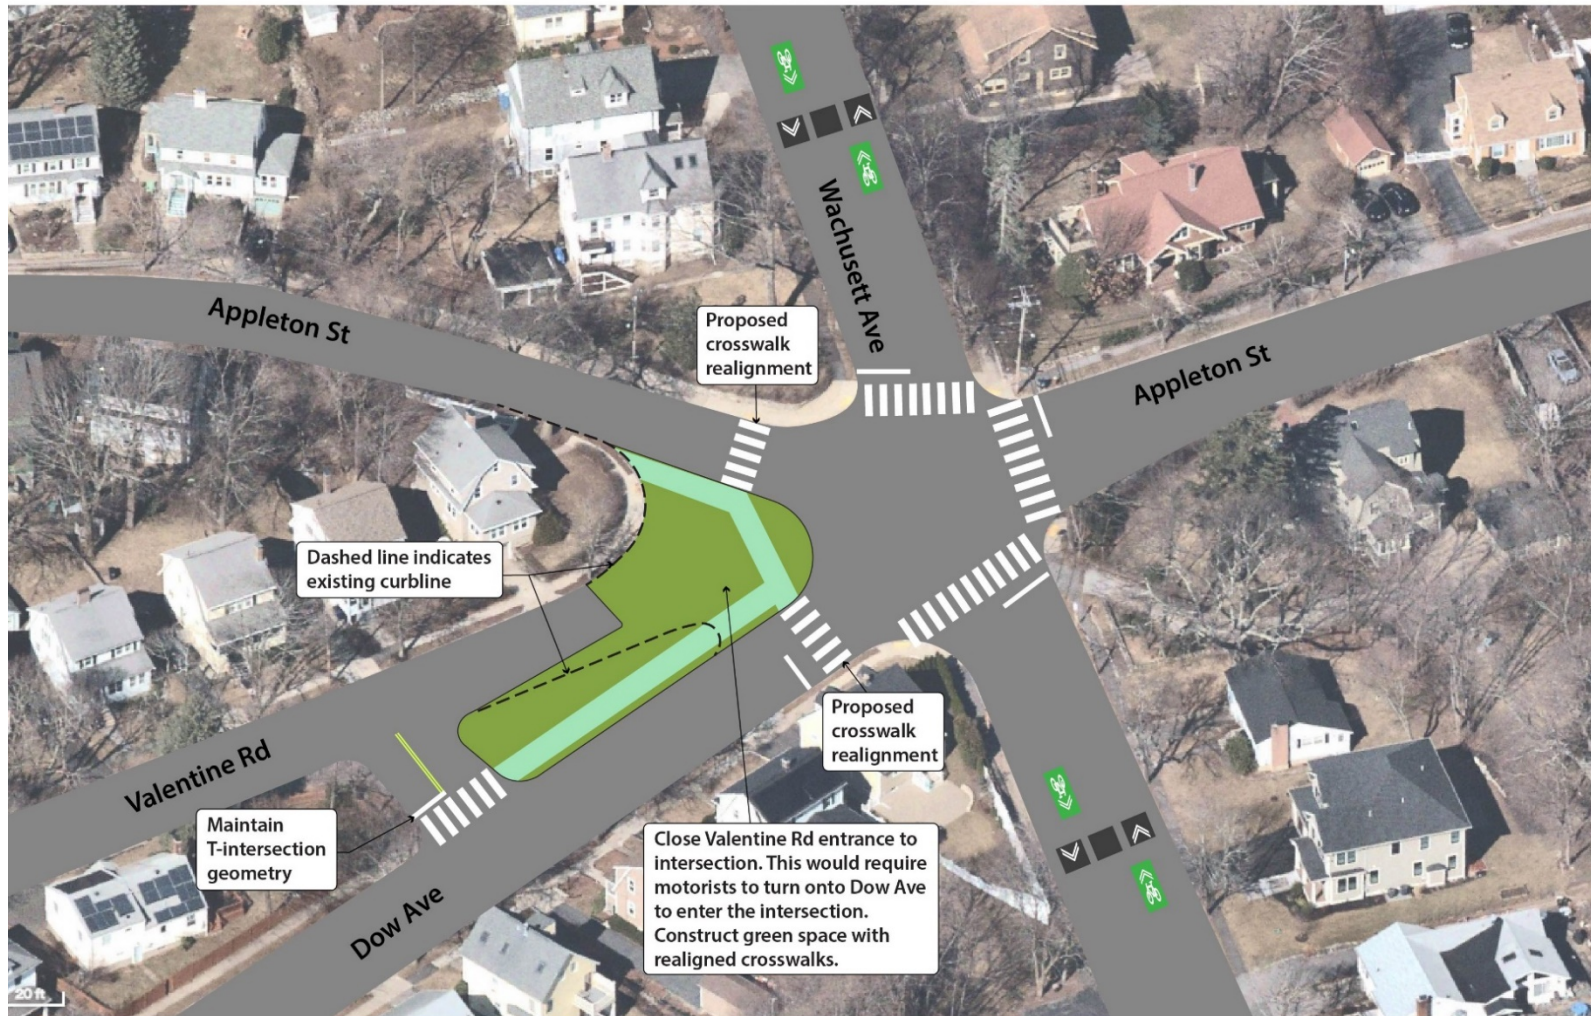 Wachusett Ave
Appleton St
Proposed
crosswalk
realignment
Appleton St
Dashed line indicates
existing curbline
Proposed
crosswalk
realignment
Valentine Rd
Maintain
T-intersection
geometry
Close Valentine Rd entrance to
intersection. This would require
motorists to turn onto Dow Ave
to enter the intersection.
Construct green space with
realigned crosswalks.
Dow Ave
20 ft